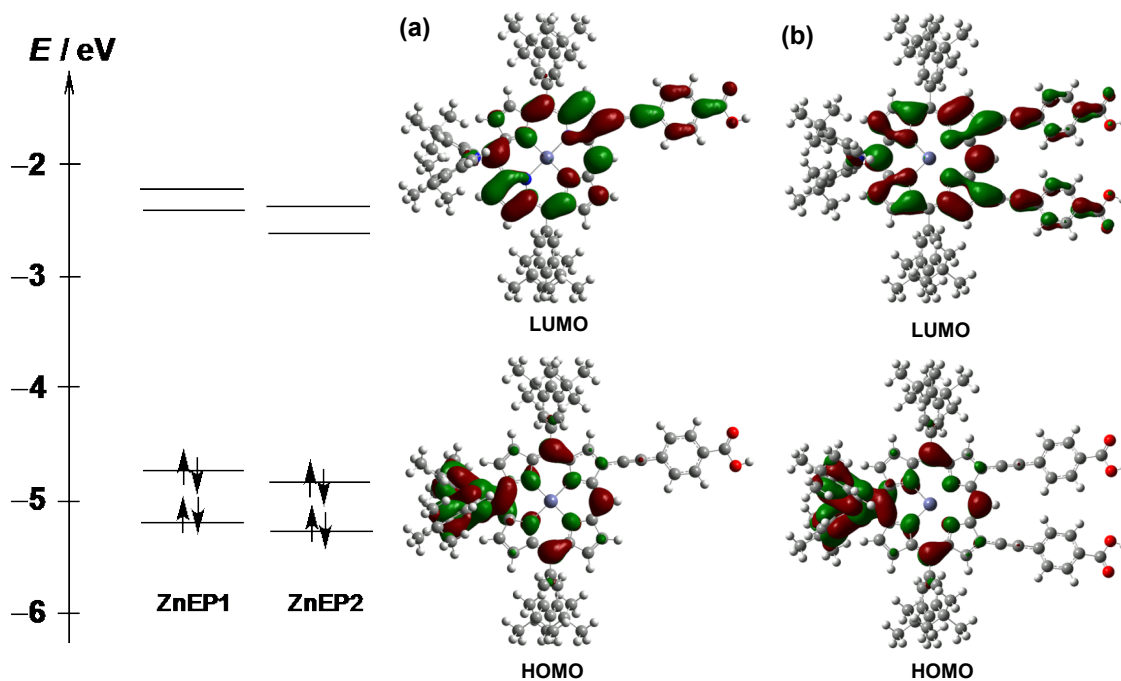 E / eV
–2
–3
–4
–5
–6
ZnEP1
ZnEP2
(a)
LUMO
HOMO
(b)
LUMO
HOMO